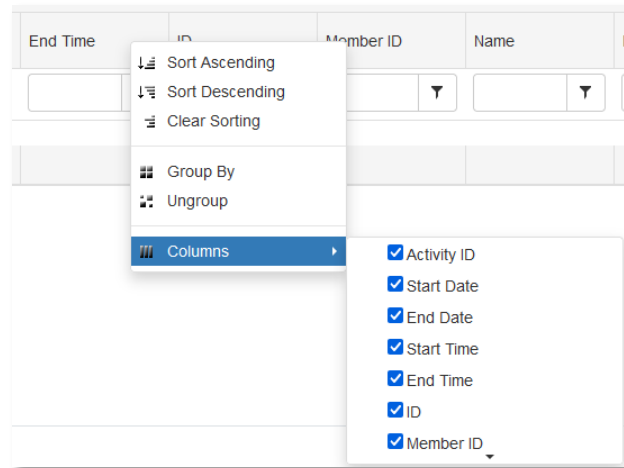 End Time ID Member ID Name
Sort Ascending
Sort Descending
Clear Sorting
Group By
Ungroup
Columns
Activity ID
Start Date
End Date
Start Time
End Time
ID
Member ID